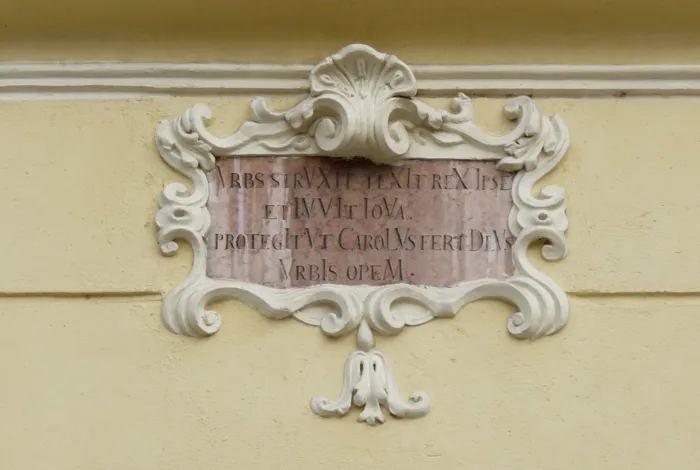 VRBS STRVXIT TEXIT REX IPSE
ET IVVIT IOVA.
PROTEGIT VT CAROLVS FERT DEVS
VRBIS OPEM.